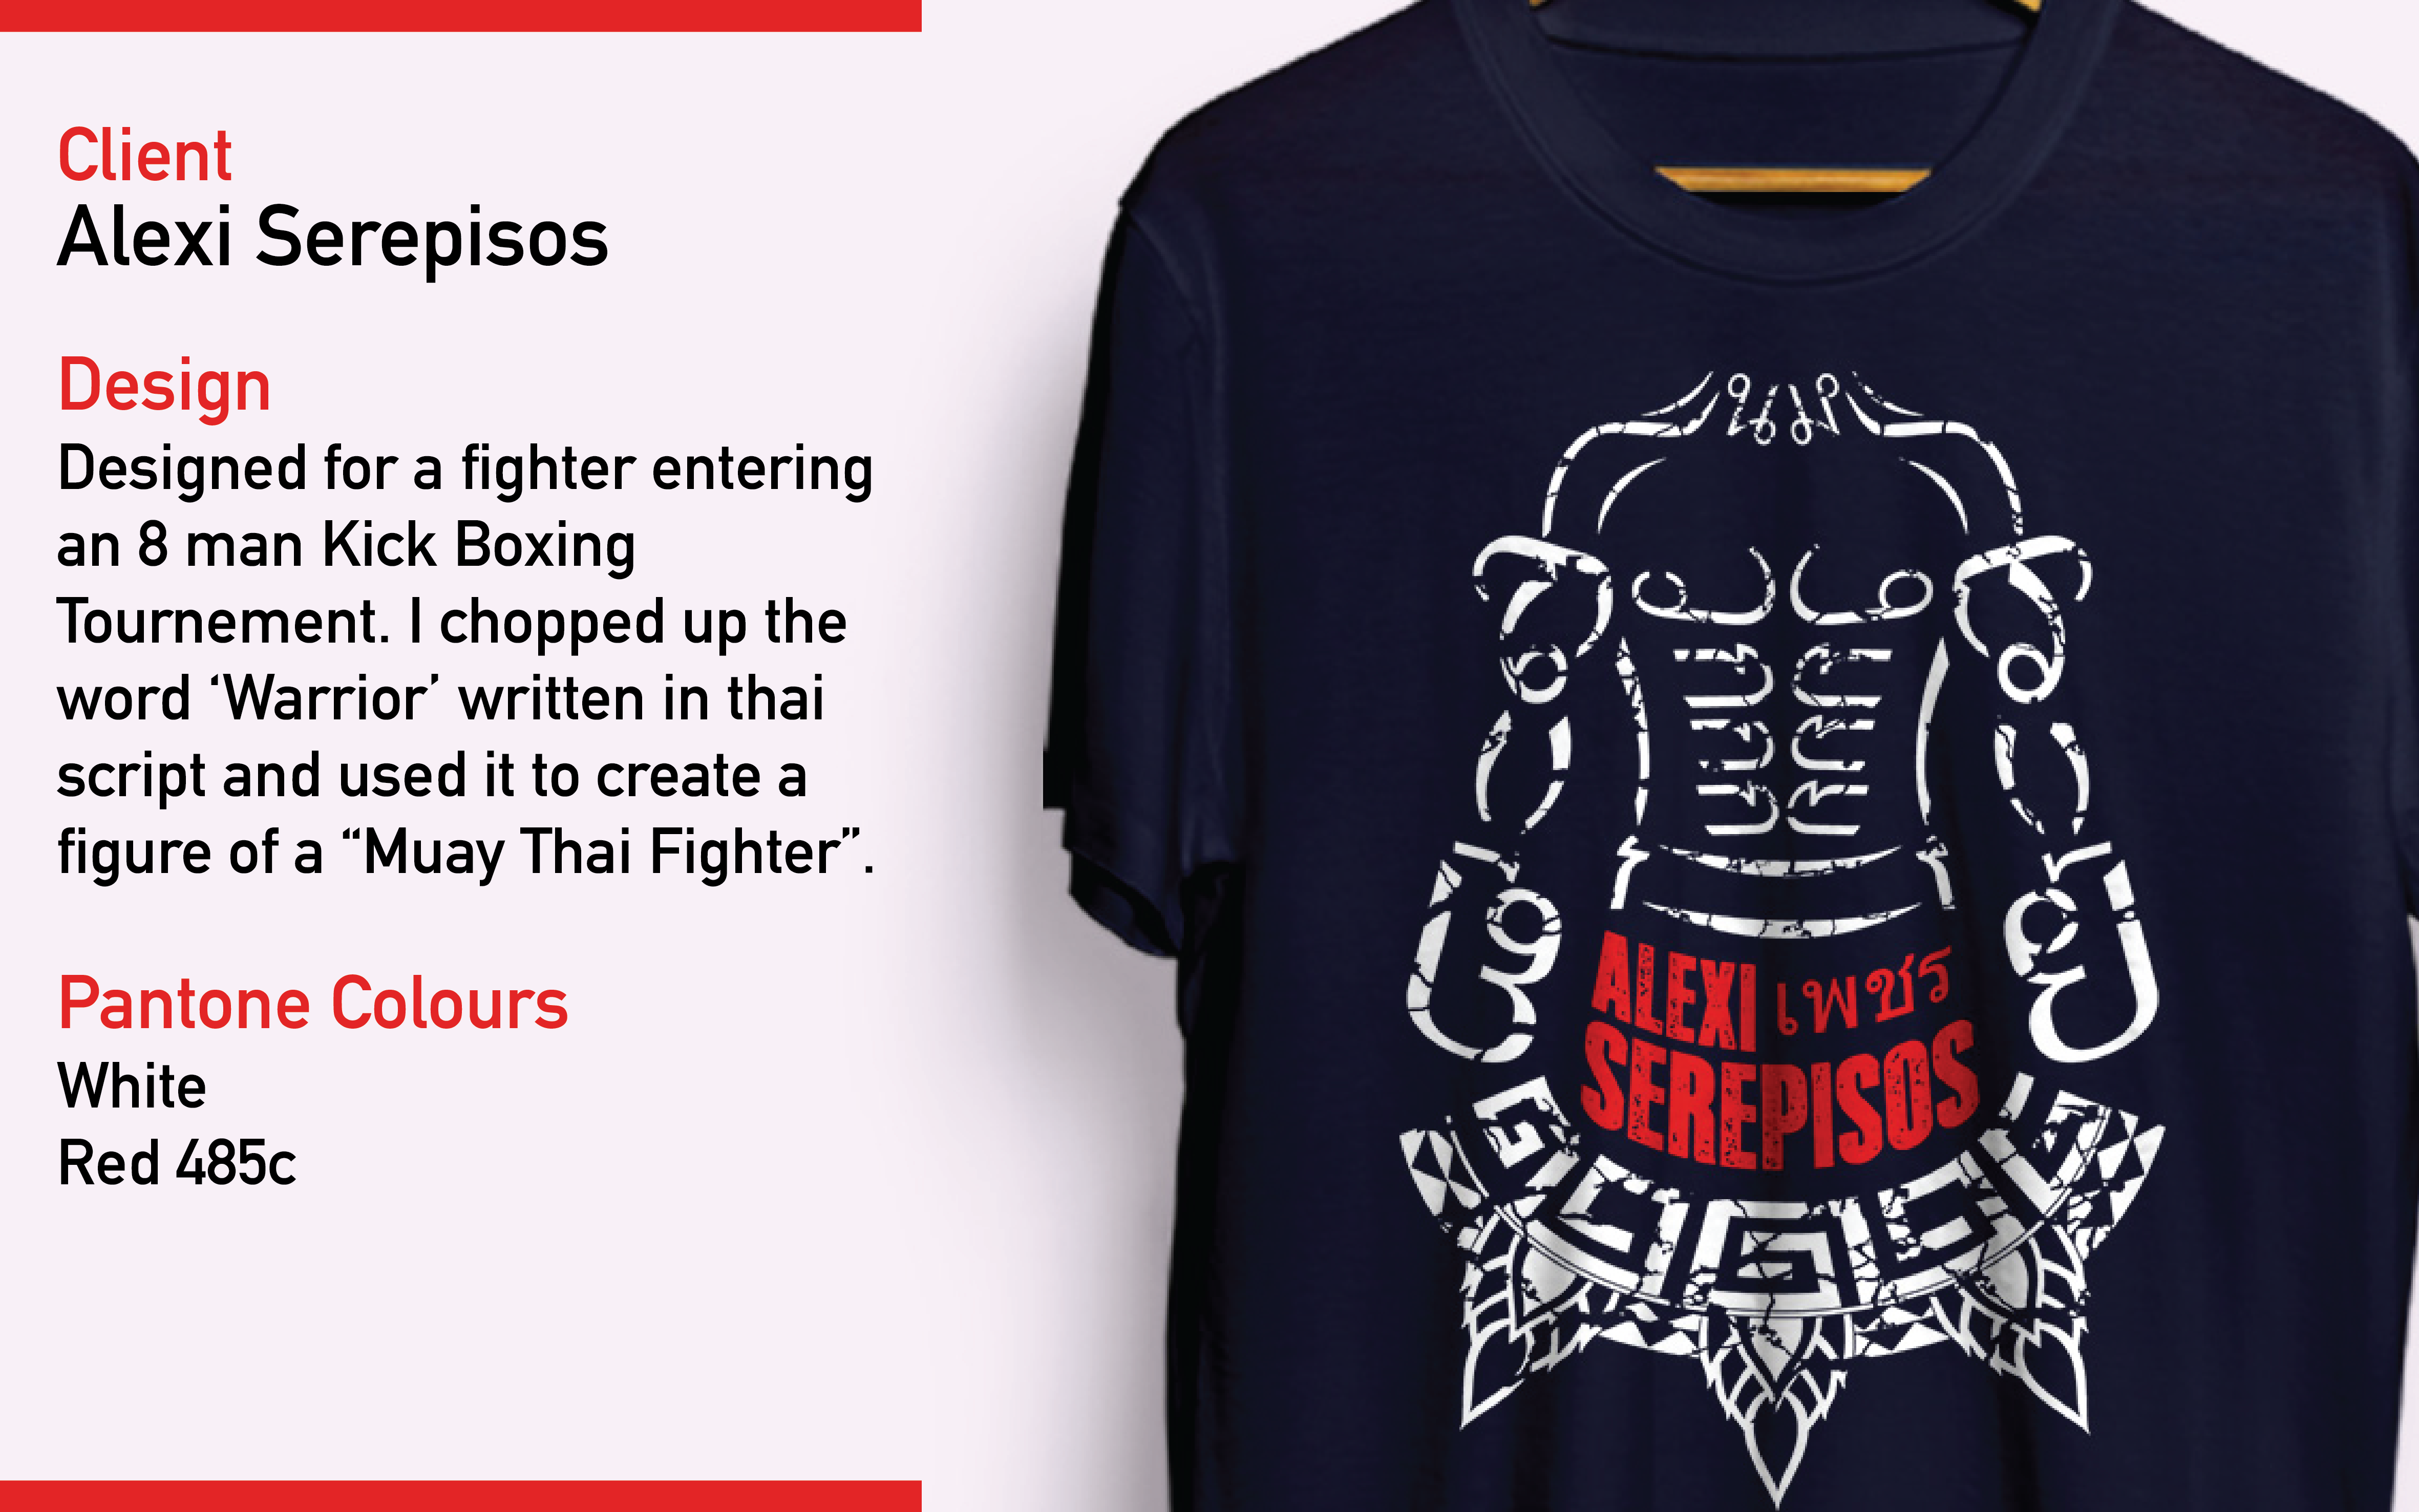 Client
Alexi Serepisos
Design
Designed for a fighter entering
an 8 man Kick Boxing
Tournement. I chopped up the
word ‘Warrior’ written in thai
script and used it to create a
figure of a “Muay Thai Fighter”.
Pantone Colours
White
Red 485c
ALEXI เพชร
SEREPISOS